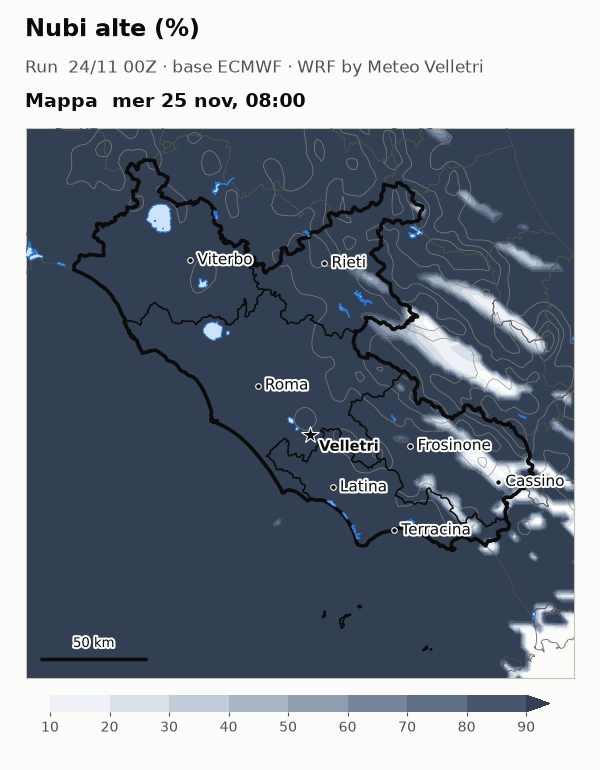 Nubi alte (%)
Run  24/11 00Z · base ECMWF · WRF by Meteo Velletri
Mappa  mer 25 nov, 08:00
Viterbo
Rieti
Roma
Velletri
Frosinone
Cassino
Latina
Terracina
50 km
10 20 30 40 50 60 70 80 90